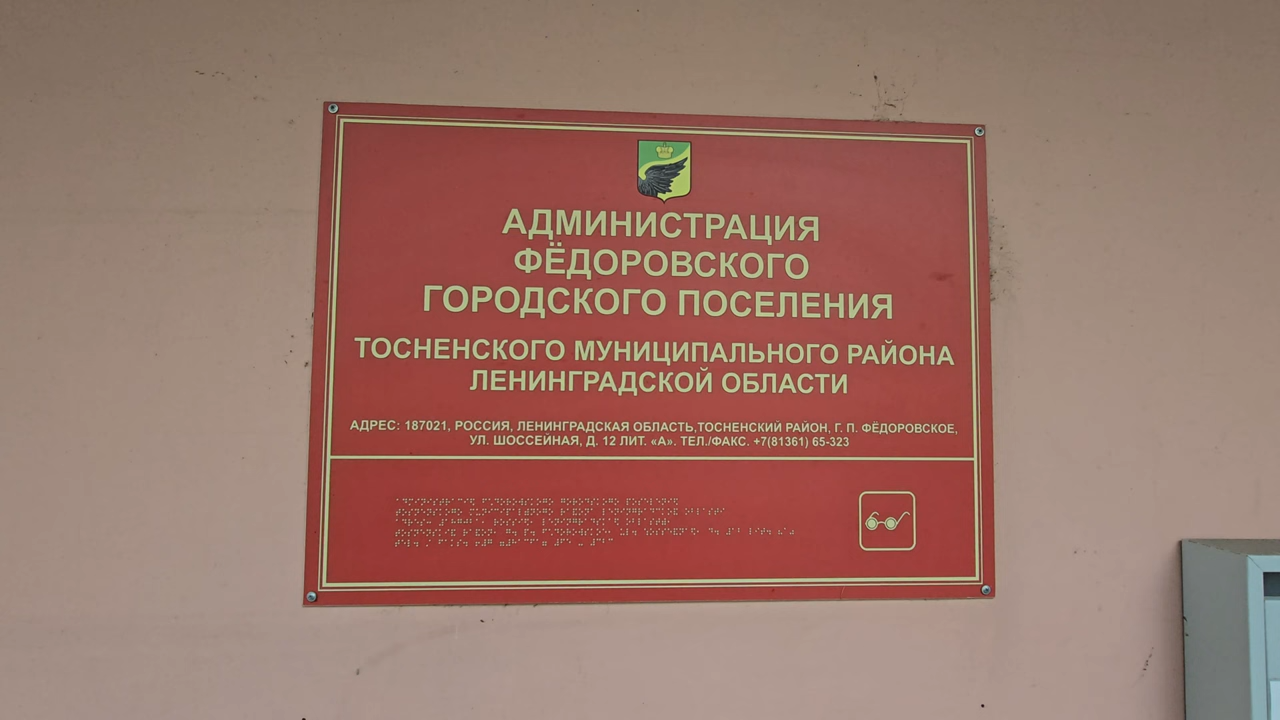 АДМИНИСТРАЦИЯ
ФЁДОРОВСКОГО
ГОРОДСКОГО ПОСЕЛЕНИЯ
ТОСНЕНСКОГО МУНИЦИПАЛЬНОГО РАЙОНА
ЛЕНИНГРАДСКОЙ ОБЛАСТИ
АДРЕС: 187021, РОССИЯ, ЛЕНИНГРАДСКАЯ ОБЛАСТЬ,ТОСНЕНСКИЙ РАЙОН, Г. П. ФЁДОРОВСКОЕ,
УЛ. ШОССЕЙНАЯ, Д. 12 ЛИТ. «А». ТЕЛ./ФАКС. +7(81361) 65-323